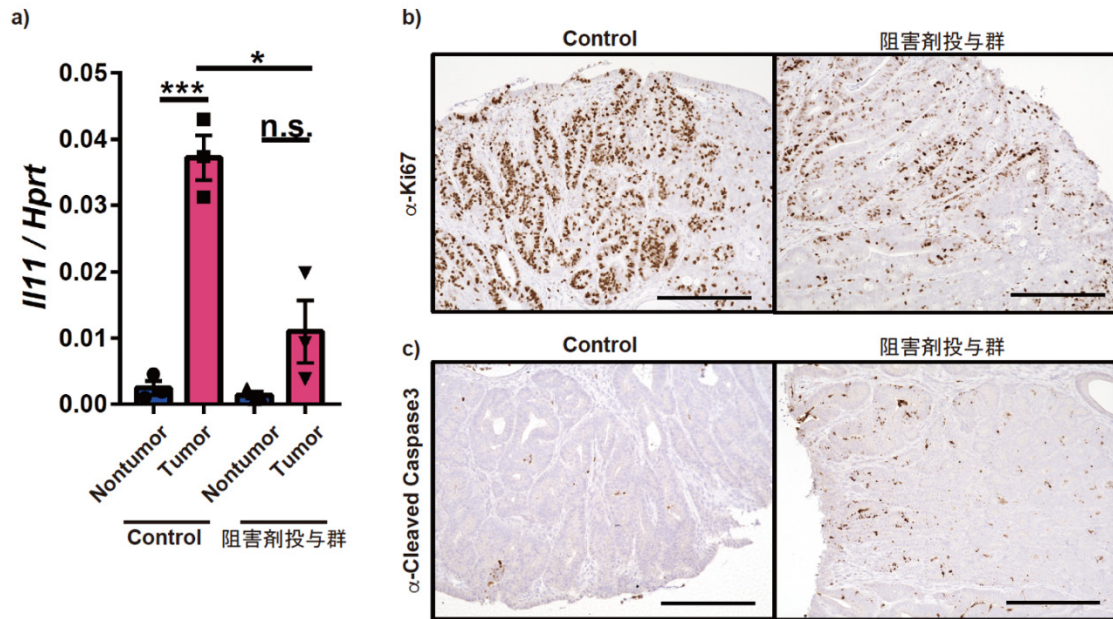 a)
***
*
n.s.
0.05
0.04
0.03
0.02
0.01
0.00
Il11 / Hprt
Nontumor
Tumor
Nontumor
Tumor
Control
阻害剤投与群
b)
Control
阻害剤投与群
α-Ki67
c)
Control
阻害剤投与群
α-Cleaved Caspase3